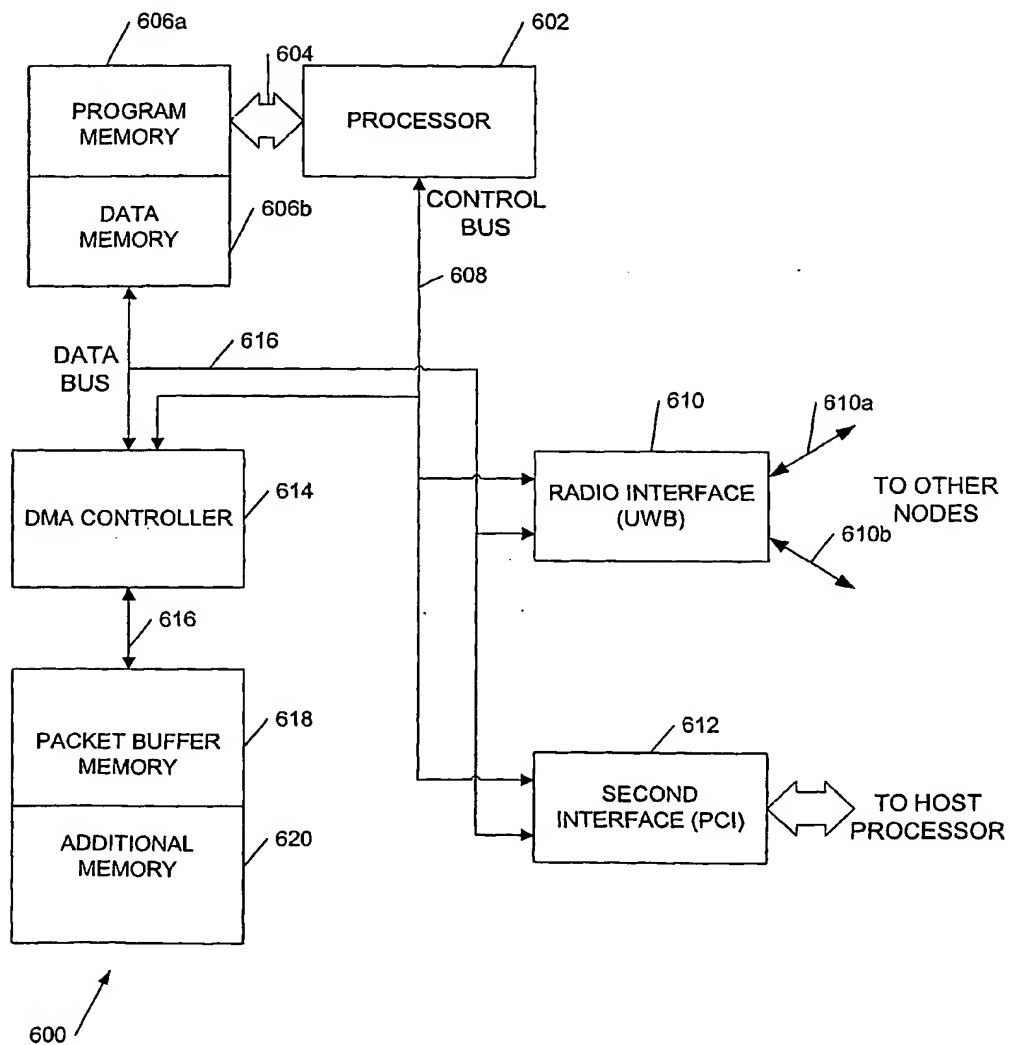 606a
604
602
PROGRAM
MEMORY
PROCESSOR
DATA
MEMORY
606b
CONTROL
BUS
608
DATA
BUS
616
610
610a
DMA CONTROLLER
614
RADIO INTERFACE
(UWB)
TO OTHER
NODES
610b
616
618
PACKET BUFFER
MEMORY
612
SECOND
INTERFACE (PCI)
TO HOST
PROCESSOR
ADDITIONAL
MEMORY
620
600